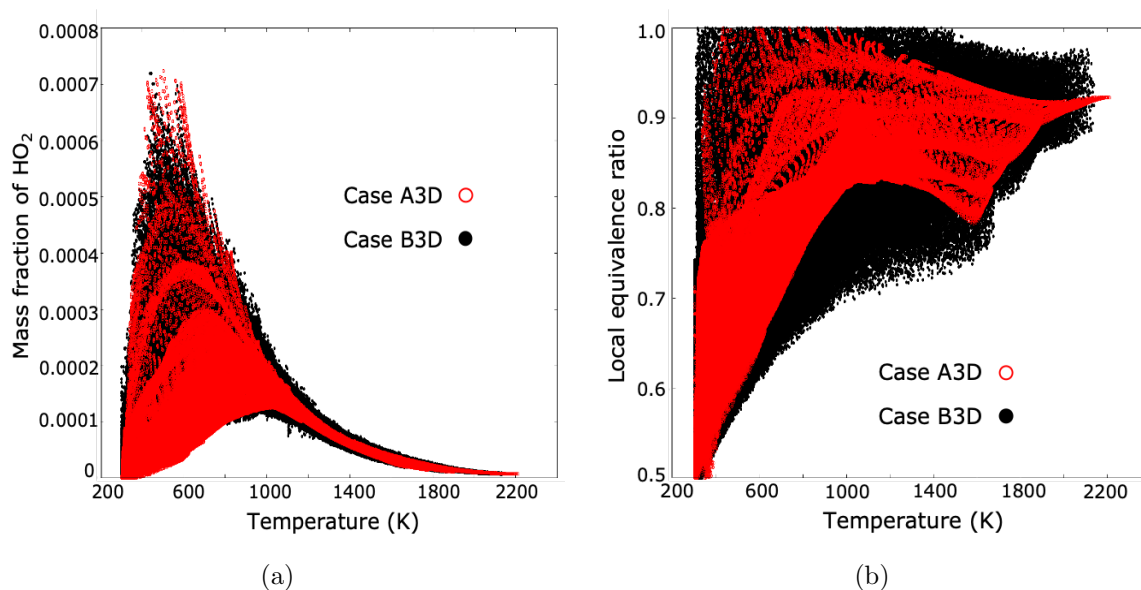 0.0008
0.0007
0.0006
0.0005
0.0004
0.0003
0.0002
0.0001
0
Mass fraction of HO₂
Case A3D
Case B3D
200 600 1000 1400 1800 2200
Temperature (K)
(a)
1.0
0.9
0.8
0.7
0.6
0.5
Local equivalence ratio
Case A3D
Case B3D
200 600 1000 1400 1800 2200
Temperature (K)
(b)